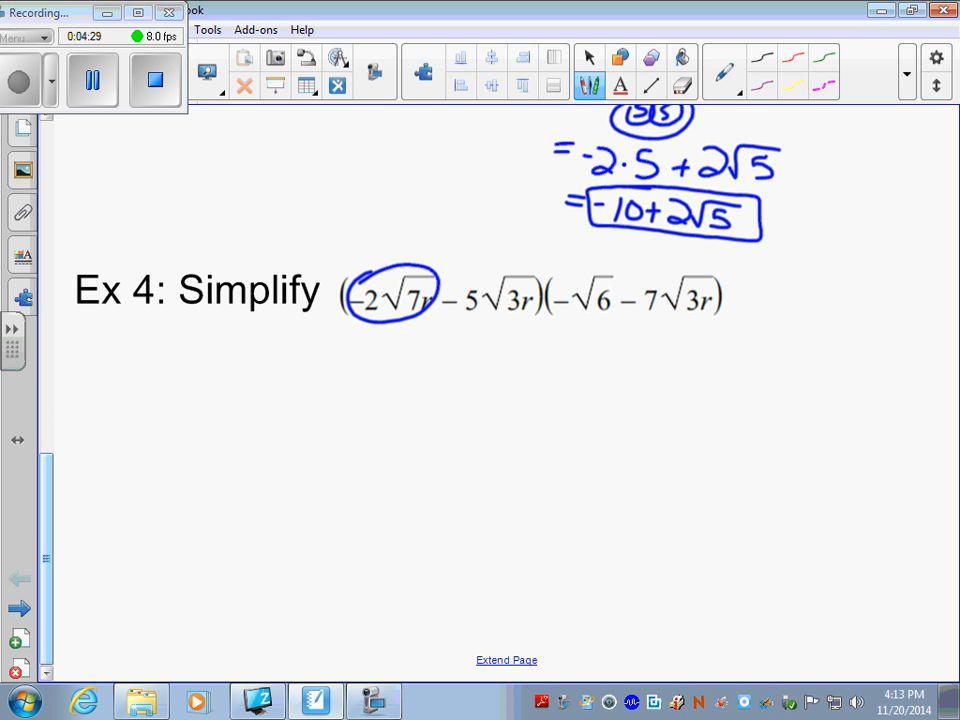 Recording...
ook
Menu
0:04:29
8.0 fps
Tools Add-ons Help
= -2·5 + 2√5
= -10 + 2√5
Ex 4: Simplify (-2√7r - 5√3r)(-√6 - 7√3r)
Extend Page
4:13 PM
11/20/2014